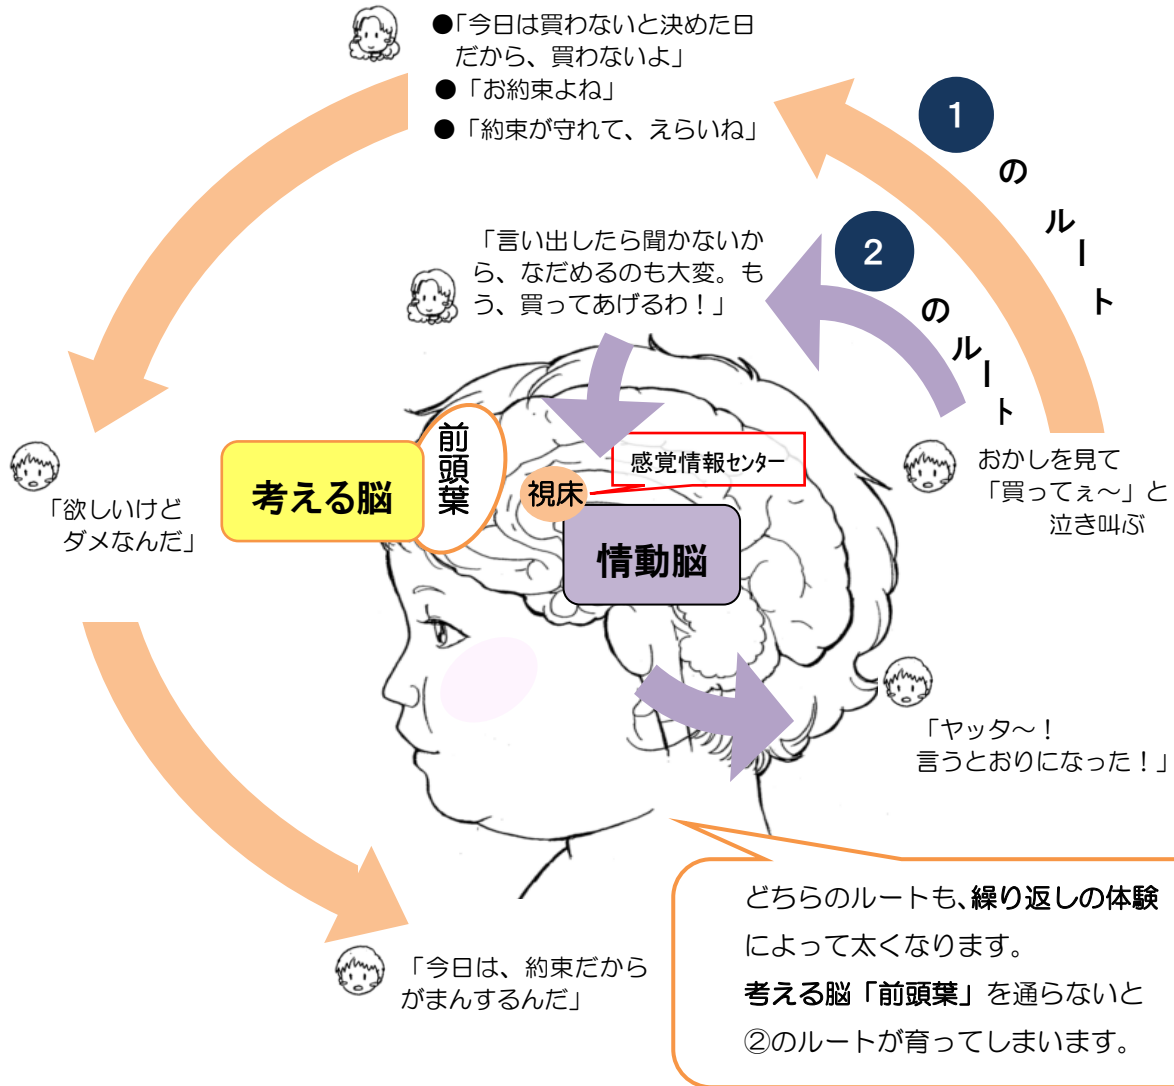 ●「今日は買わないと決めた日
だから、買わないよ」
●「お約束よね」
●「約束が守れて、えらいね」
1
のルート
2
のルート
「言い出したら聞かないか
ら、なだめるのも大変。も
う、買ってあげるわ!」
おかしを見て
「買ってぇ～」と
泣き叫ぶ
前頭葉
考える脳
感覚情報センター
視床
情動脳
「欲しいけど
ダメなんだ」
「ヤッタ～!
言うとおりになった!」
「今日は、約束だから
がまんするんだ」
どちらのルートも、繰り返しの体験
によって太くなります。
考える脳「前頭葉」を通らないと
②のルートが育ってしまいます。